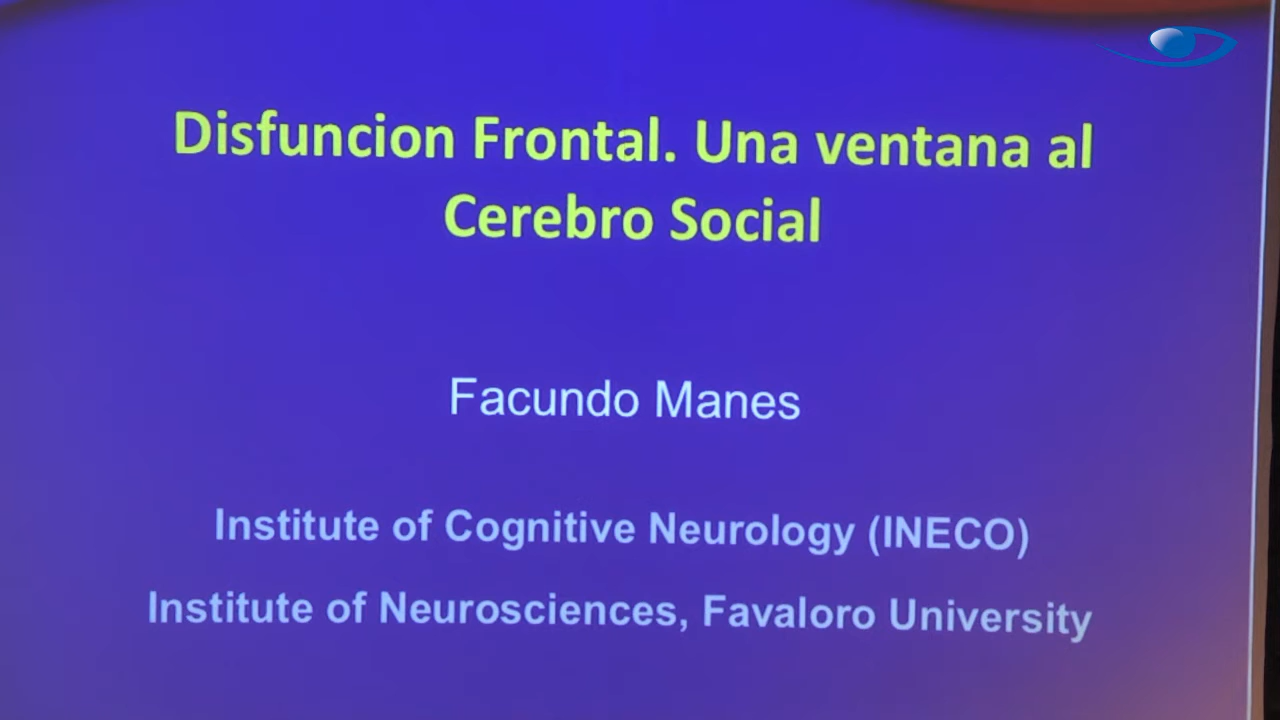 Disfuncion Frontal. Una ventana al
Cerebro Social
Facundo Manes
Institute of Cognitive Neurology (INECO)
Institute of Neurosciences, Favaloro University